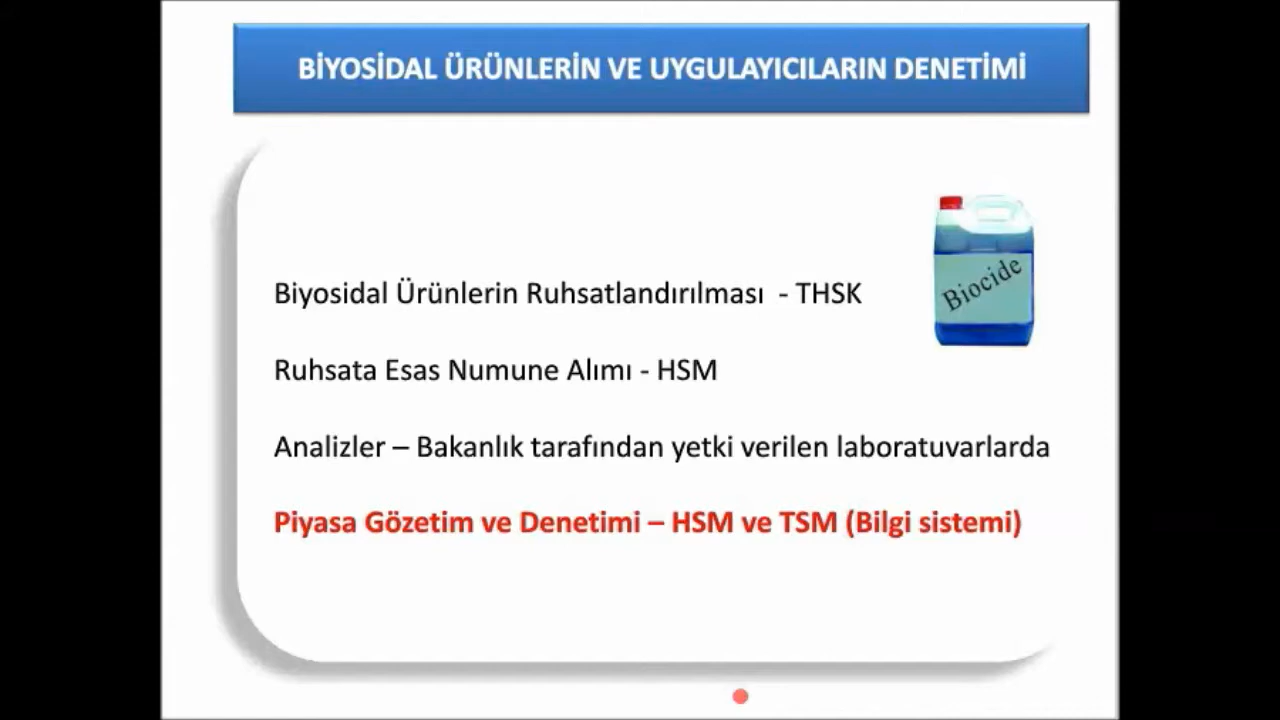 BİYOSİDAL ÜRÜNLERİN VE UYGULAYICILARIN DENETİMİ
Biocide
Biyosidal Ürünlerin Ruhsatlandırılması - THSK
Ruhsata Esas Numune Alımı - HSM
Analizler – Bakanlık tarafından yetki verilen laboratuvarlarda
Piyasa Gözetim ve Denetimi – HSM ve TSM (Bilgi sistemi)